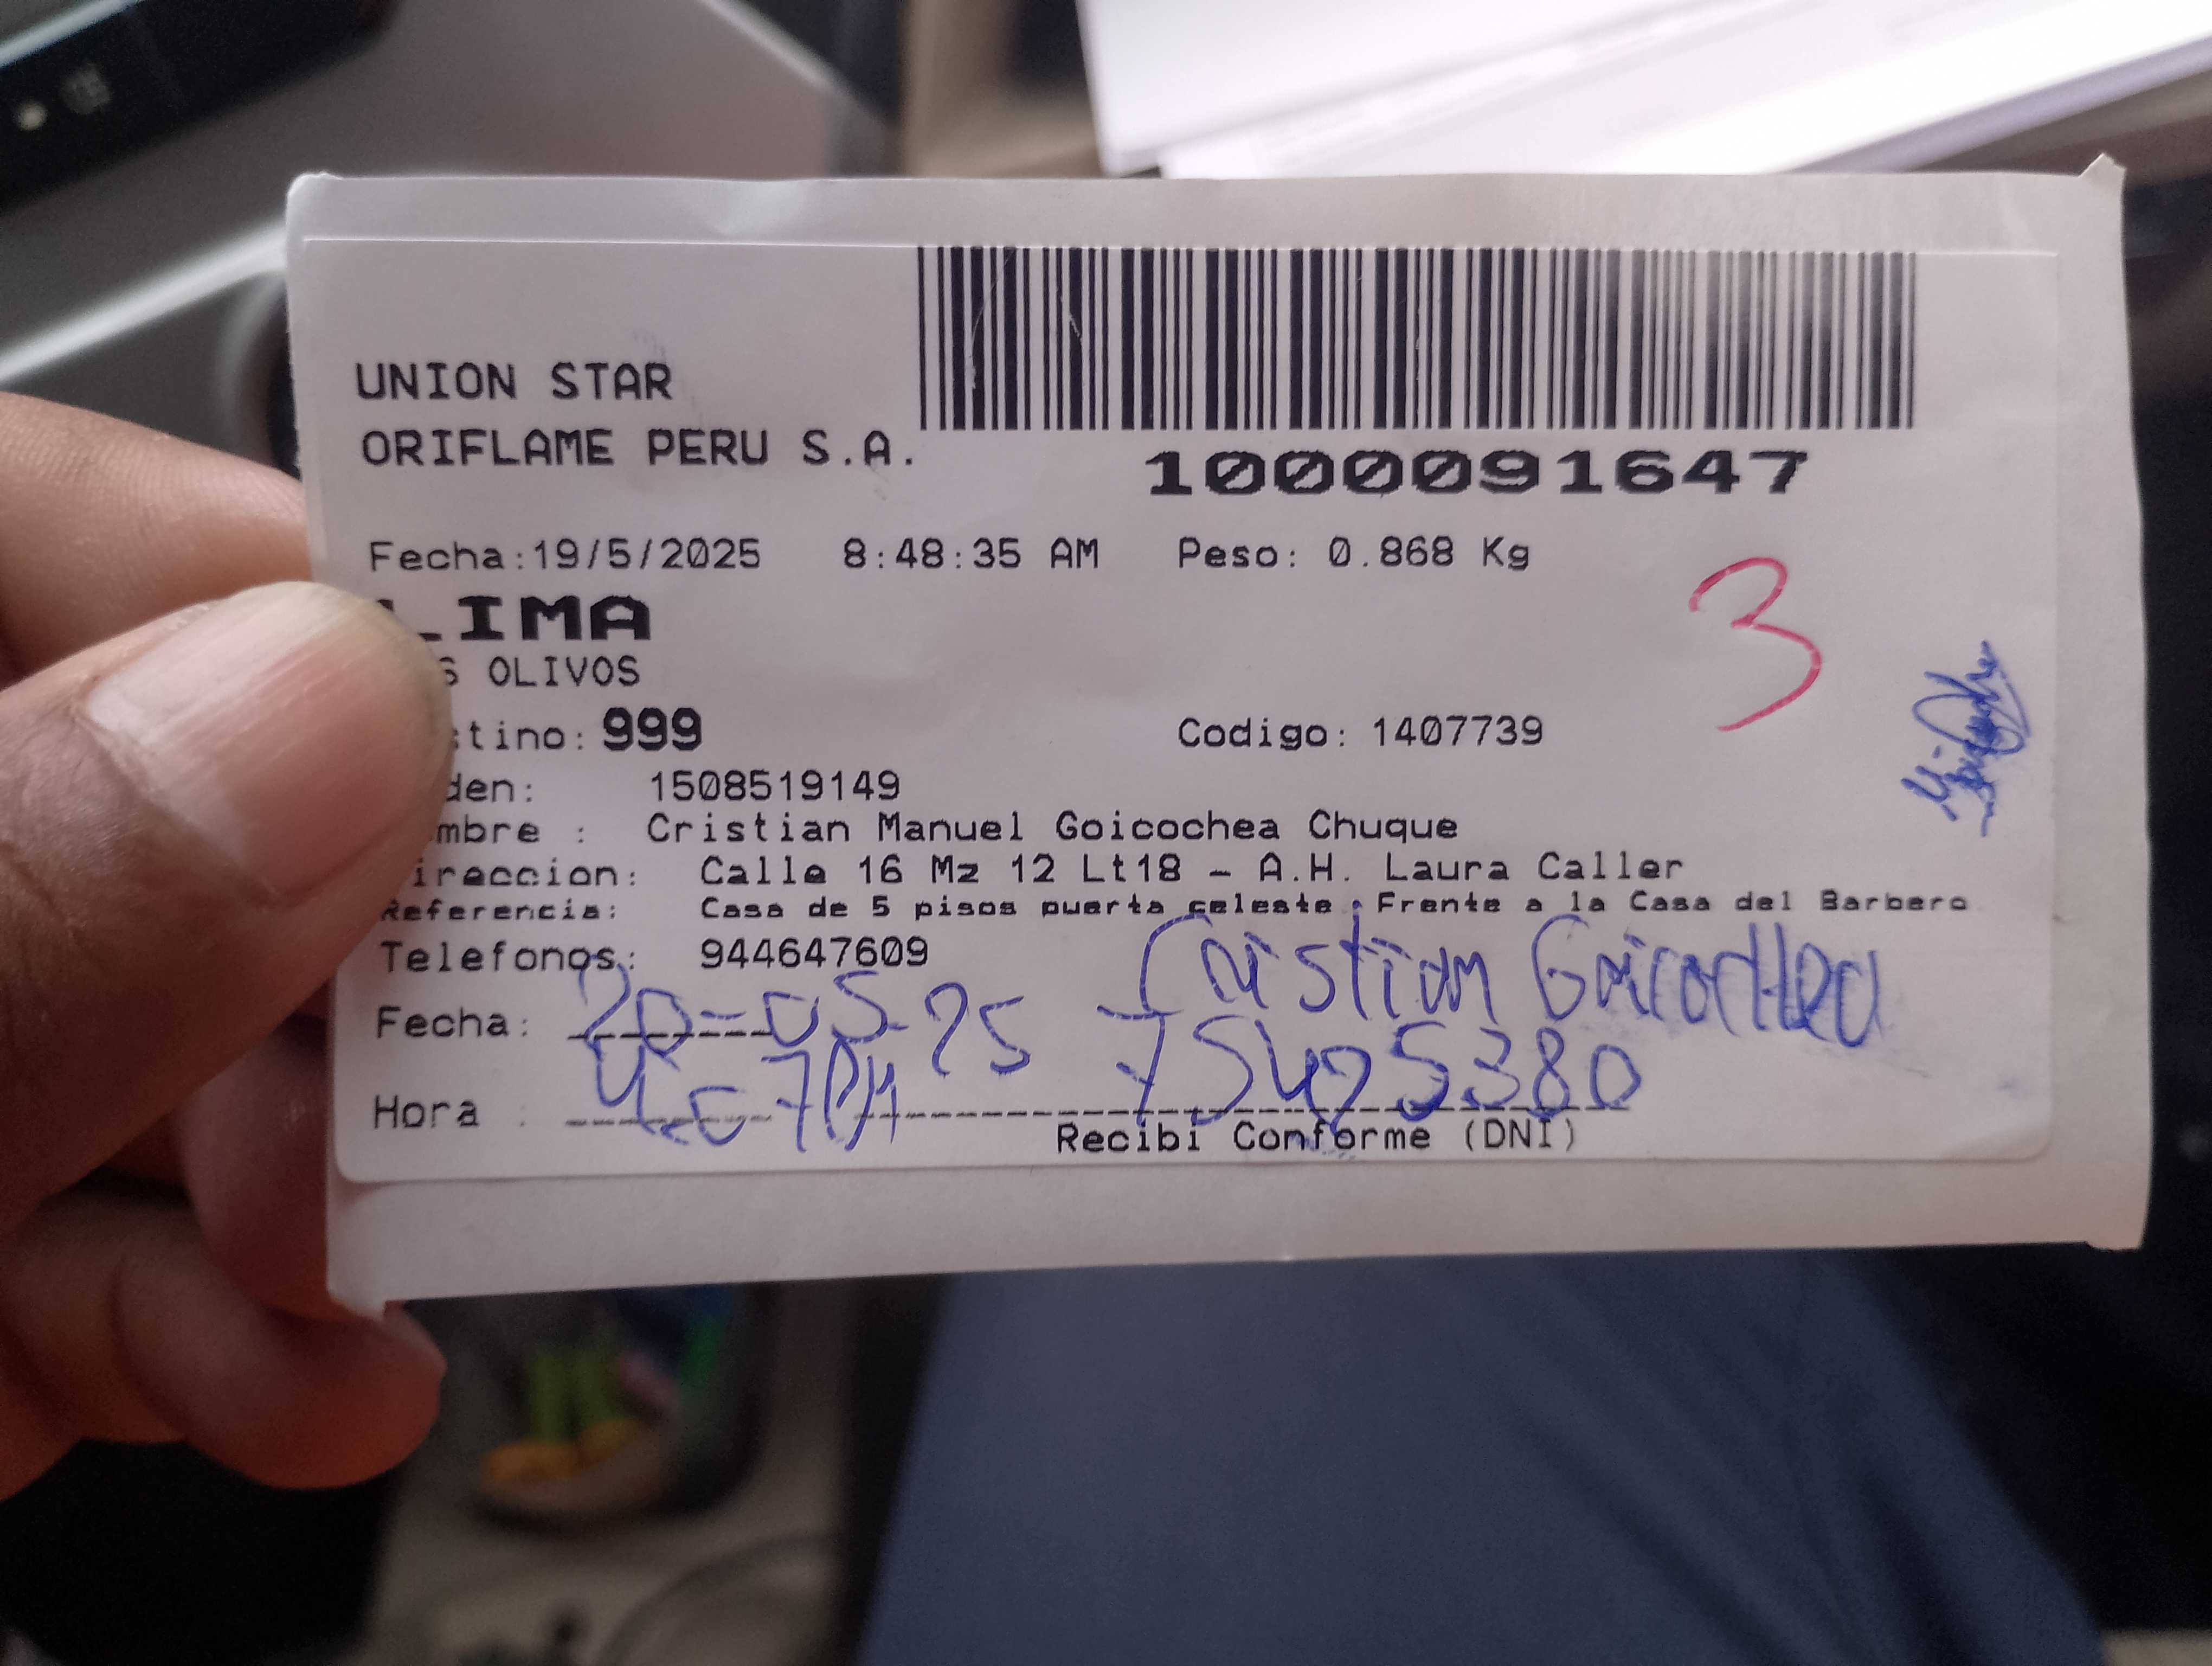 UNION STAR
ORIFLAME PERU S.A.
1000091647
Fecha:19/5/2025 8:48:35 AM Peso: 0.868 Kg
LIMA
S OLIVOS
3
tino: 999 Codigo: 1407739
den: 1508519149
mbre : Cristian Manuel Goicochea Chuque
ireccion: Calle 16 Mz 12 Lt18 - A.H. Laura Caller
Referencia: Casa de 5 pisos puerta celeste, Frente a la Casa del Barbero
Telefonos: 944647609 Cristian GoicocHea
Fecha: 20-05-25 75425380
Hora :
Recibi Conforme (DNI)